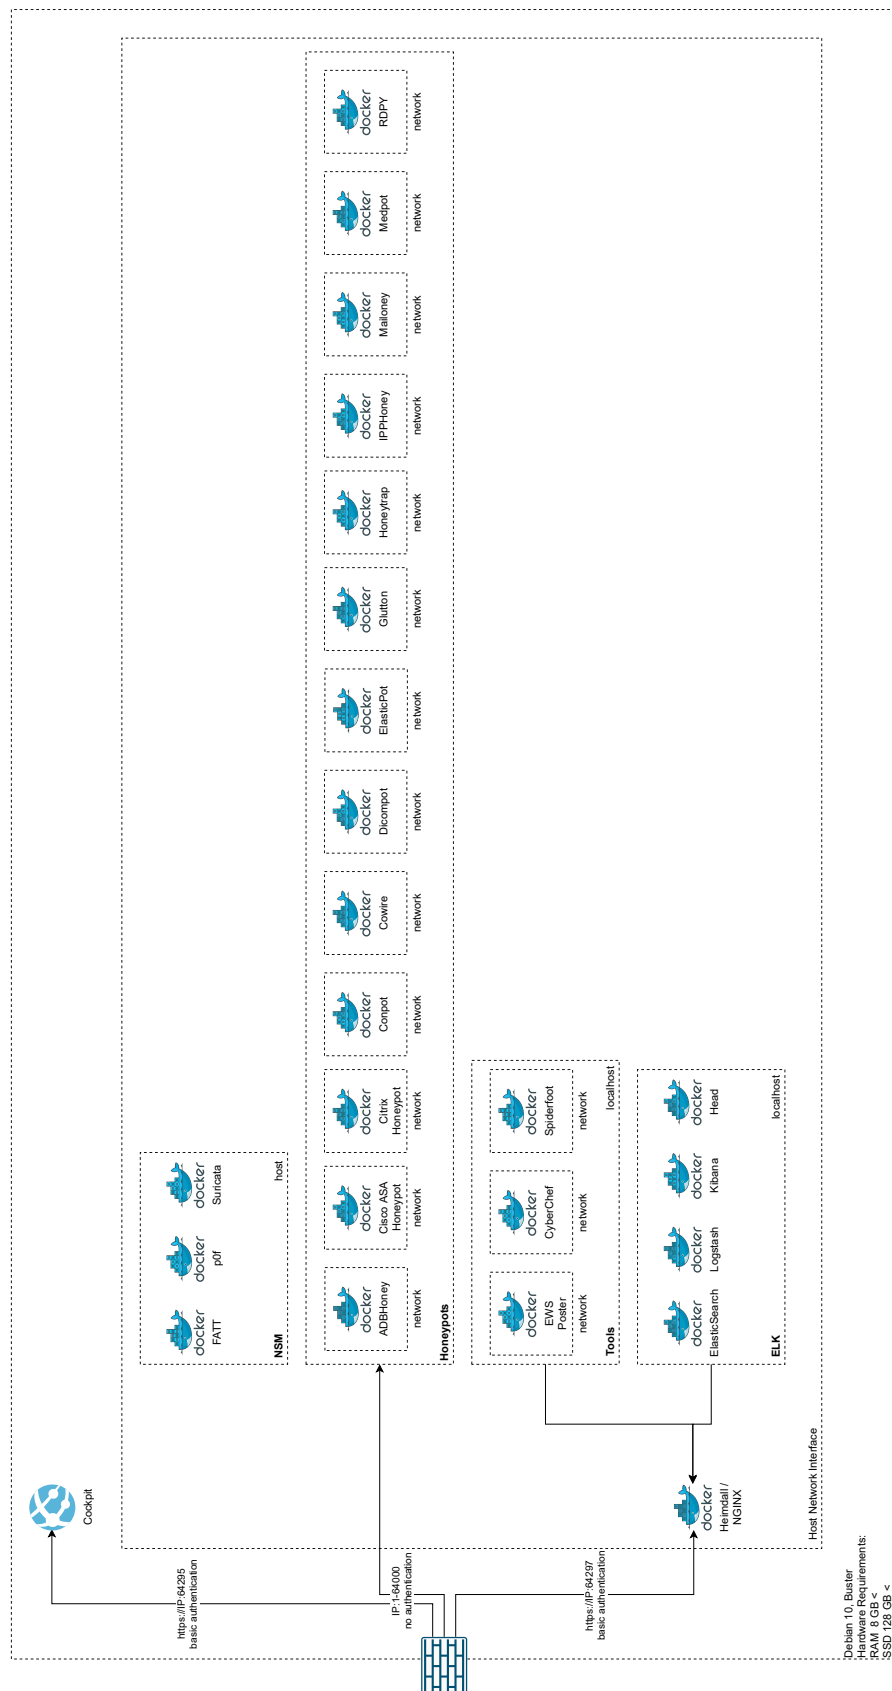 Cockpit
https://IP:64295
basic authentication
IP:1-64000
no authentication
https://IP:64297
basic authentication
docker
FATT
docker
p0f
docker
Suricata
NSM
host
docker
ADBHoney
network
docker
Cisco ASA
Honeypot
network
docker
Citrix
Honeypot
network
docker
Conpot
network
docker
Cowire
network
docker
Dicompot
network
docker
ElasticPot
network
docker
Glutton
network
docker
Honeytrap
network
docker
IPPHoney
network
docker
Mailoney
network
docker
Medpot
network
docker
RDPY
network
Honeypots
docker
EWS
Poster
network
docker
CyberChef
network
docker
Spiderfoot
network
Tools
localhost
docker
ElasticSearch
docker
Logstash
docker
Kibana
docker
Head
ELK
localhost
docker
Heimdall /
NGINX
Host Network Interface
Debian 10, Buster
Hardware Requirements:
RAM 8 GB <
SSD 128 GB <